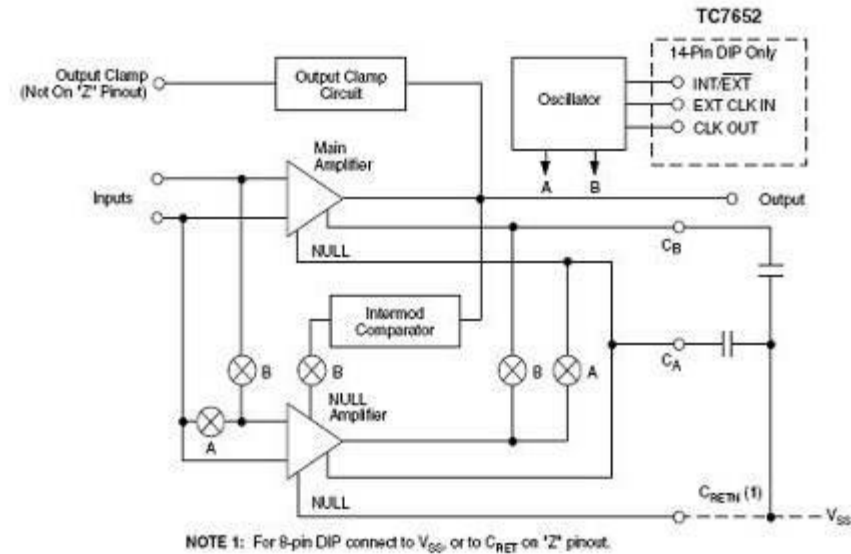 TC7652
14-Pin DIP Only
Output Clamp
(Not On "Z" Pinout)
Output Clamp
Circuit
Oscillator
INT/EXT
EXT CLK IN
CLK OUT
A
B
Main
Amplifier
Inputs
Output
NULL
CB
Intermod
Comparator
CA
B
B
B
A
A
NULL
Amplifier
NULL
CRETN (1)
VSS
NOTE 1: For 8-pin DIP connect to VSS, or to CRET on "Z" pinout.